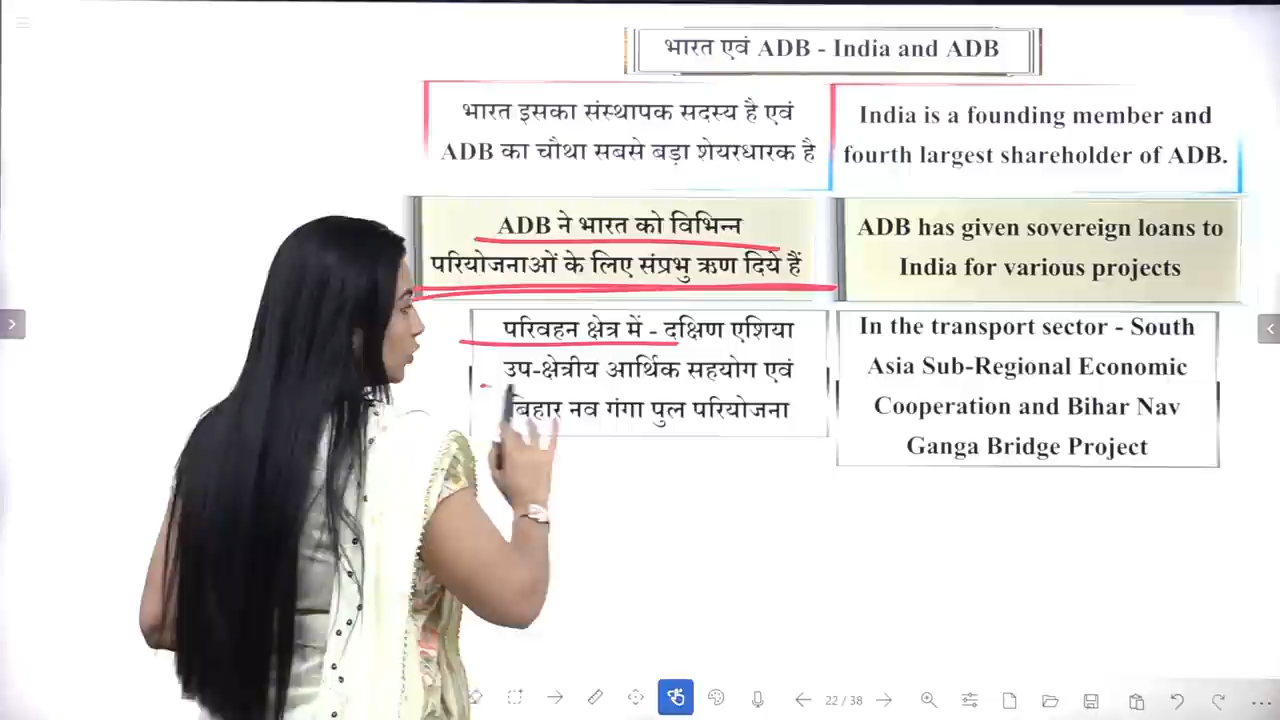 भारत एवं ADB - India and ADB
भारत इसका संस्थापक सदस्य है एवं
ADB का चौथा सबसे बड़ा शेयरधारक है
India is a founding member and
fourth largest shareholder of ADB.
ADB ने भारत को विभिन्न
परियोजनाओं के लिए संप्रभु ऋण दिये हैं
ADB has given sovereign loans to
India for various projects
परिवहन क्षेत्र में - दक्षिण एशिया
उप-क्षेत्रीय आर्थिक सहयोग एवं
बिहार नव गंगा पुल परियोजना
In the transport sector - South
Asia Sub-Regional Economic
Cooperation and Bihar Nav
Ganga Bridge Project
22 / 38